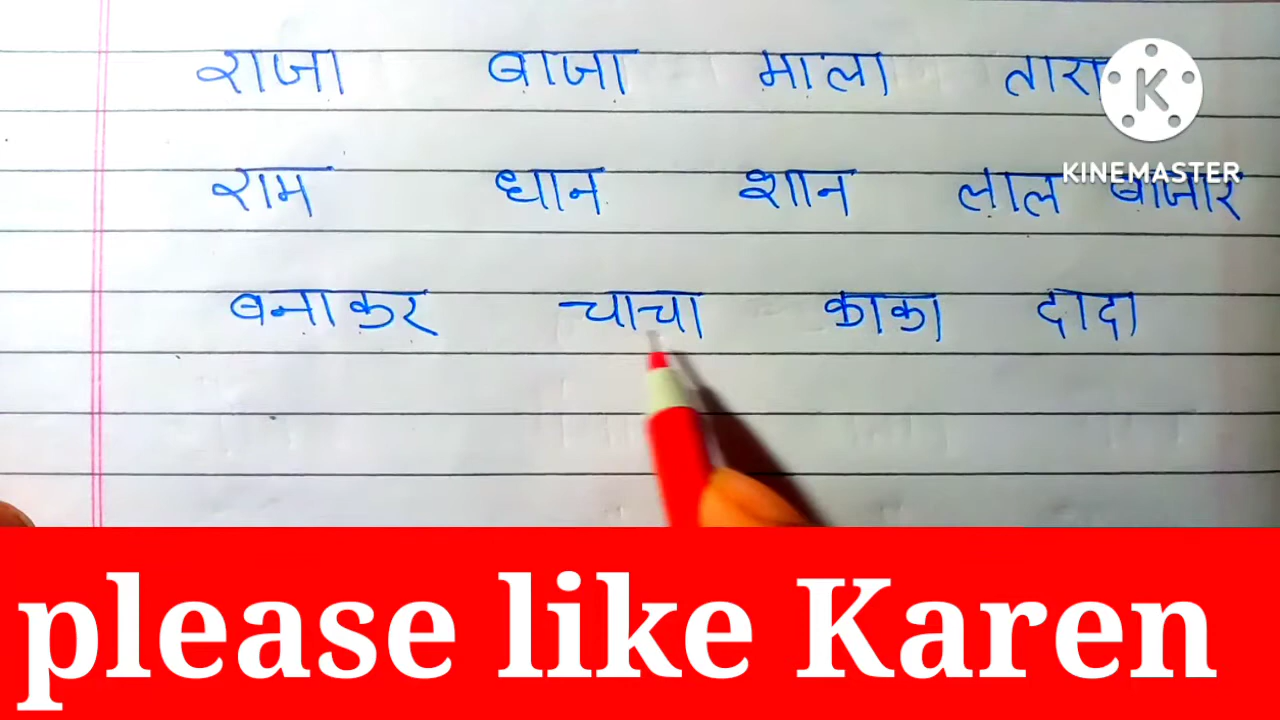 राजा बाजा माला तारा
KINEMASTER
राम धान शान लाल बाजार
बनाकर चाचा काका दादा
please like Karen